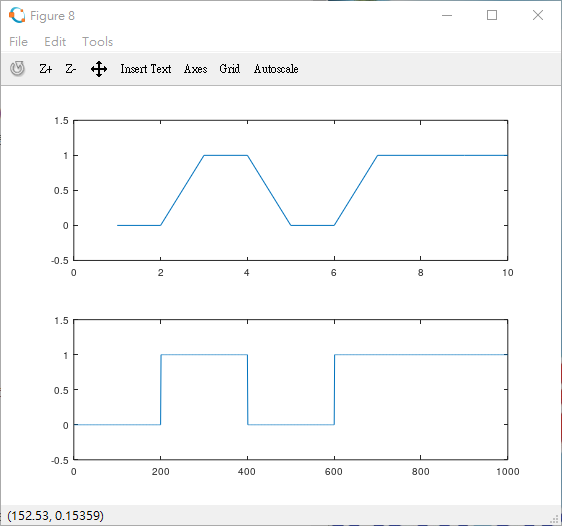 Figure 8
File Edit Tools
Z+ Z- Insert Text Axes Grid Autoscale
1.5
1
0.5
0
-0.5
0 2 4 6 8 10
1.5
1
0.5
0
-0.5
0 200 400 600 800 1000
(152.53, 0.15359)